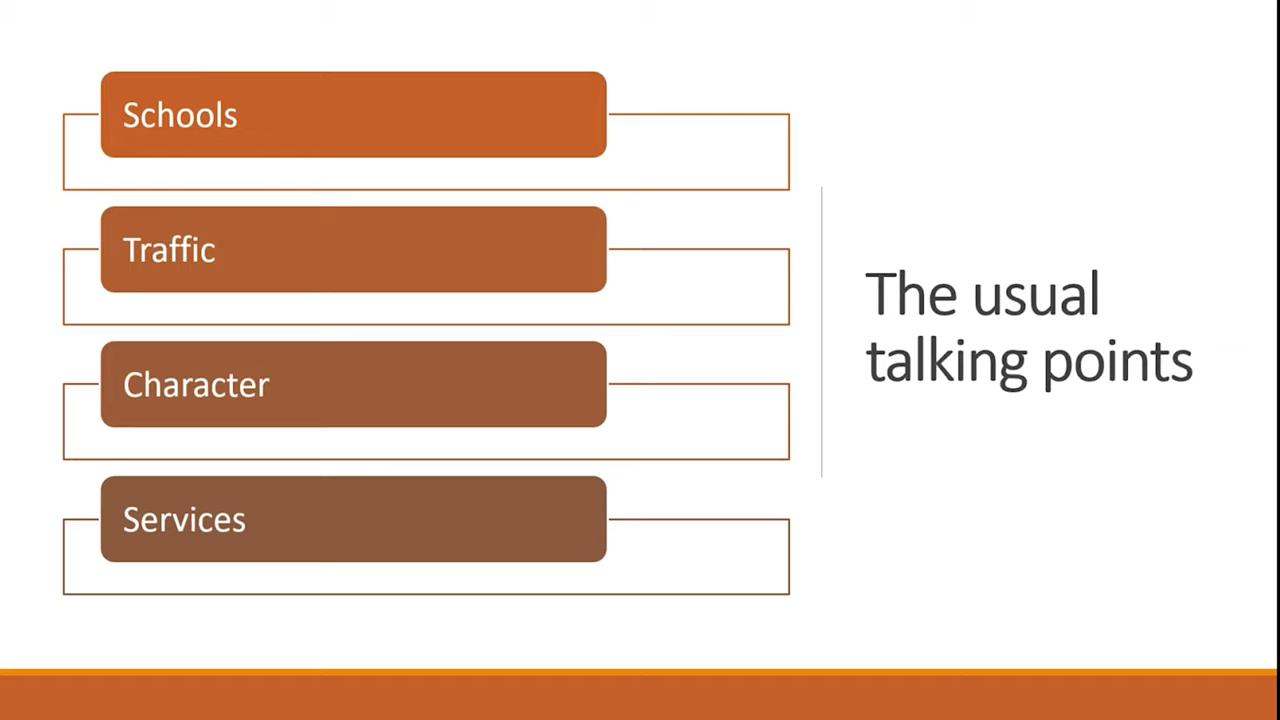 Schools
Traffic
Character
Services
The usual
talking points